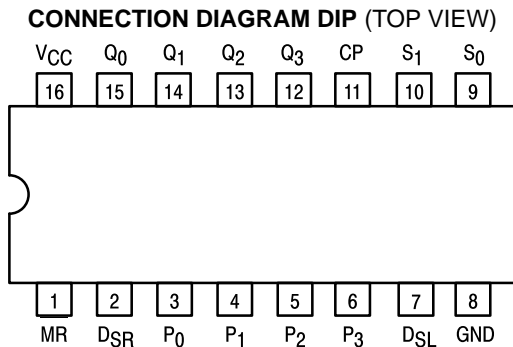 CONNECTION DIAGRAM DIP (TOP VIEW)
VCC Q0 Q1 Q2 Q3 CP S1 S0
16 15 14 13 12 11 10 9
1 2 3 4 5 6 7 8
MR DSR P0 P1 P2 P3 DSL GND